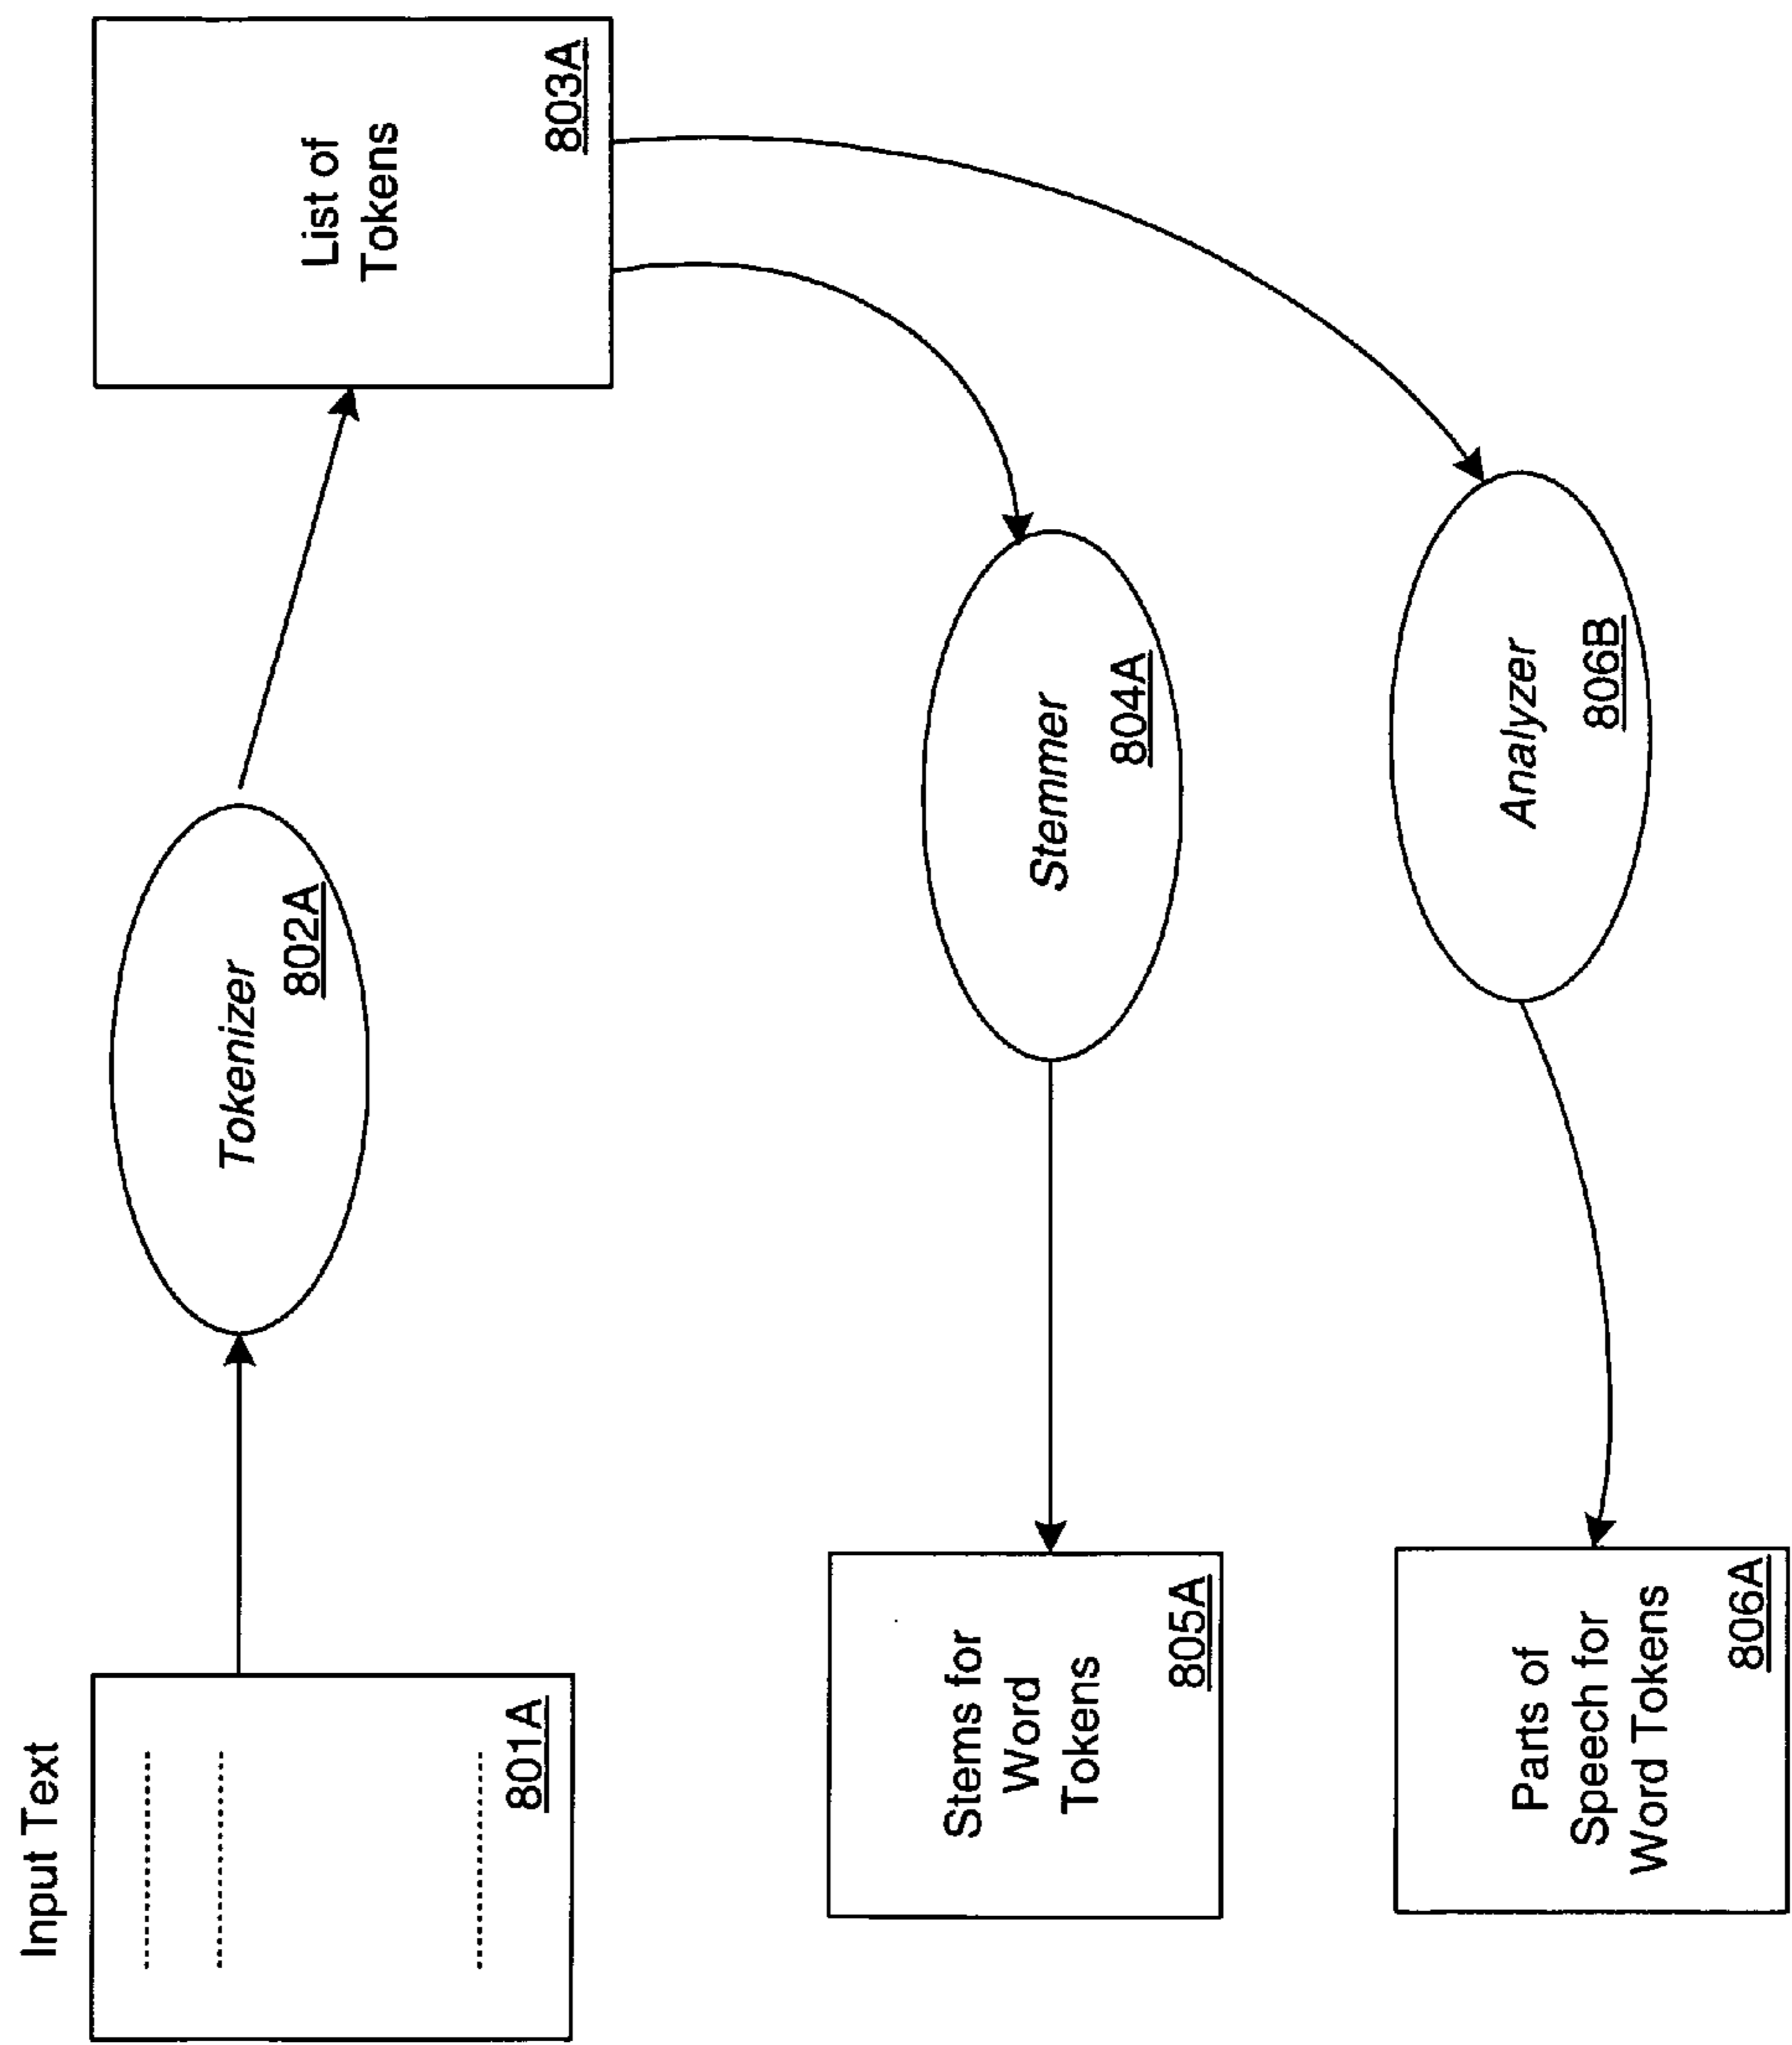 Input Text
801A
Tokenizer
802A
List of
Tokens
803A
Stems for
Word
Tokens
805A
Stemmer
804A
Parts of
Speech for
Word Tokens
806A
Analyzer
806B